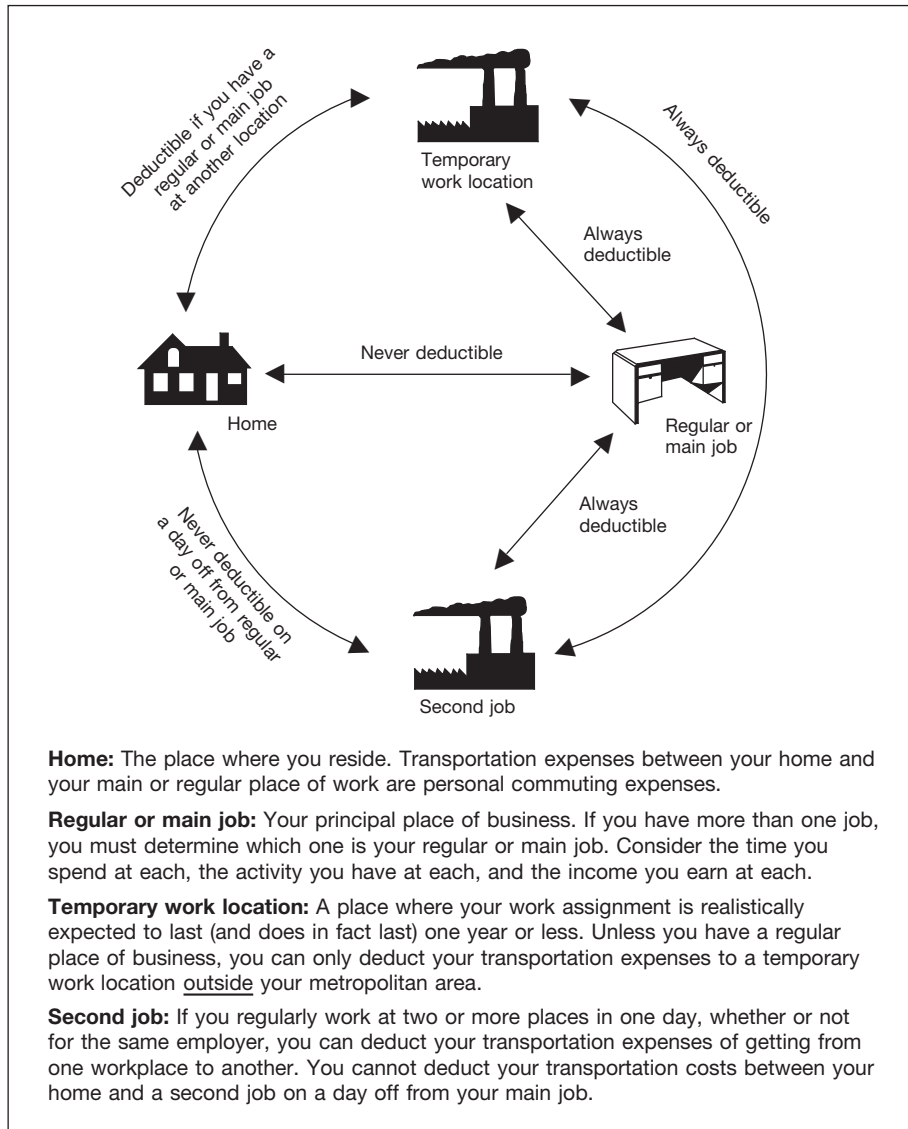 Deductible if you have a
regular or main job
at another location
Temporary
work location
Always deductible
Always
deductible
Never deductible
Home
Regular or
main job
Always
deductible
Never deductible on
a day off from regular
or main job
Second job
Home: The place where you reside. Transportation expenses between your home and
your main or regular place of work are personal commuting expenses.
Regular or main job: Your principal place of business. If you have more than one job,
you must determine which one is your regular or main job. Consider the time you
spend at each, the activity you have at each, and the income you earn at each.
Temporary work location: A place where your work assignment is realistically
expected to last (and does in fact last) one year or less. Unless you have a regular
place of business, you can only deduct your transportation expenses to a temporary
work location outside your metropolitan area.
Second job: If you regularly work at two or more places in one day, whether or not
for the same employer, you can deduct your transportation expenses of getting from
one workplace to another. You cannot deduct your transportation costs between your
home and a second job on a day off from your main job.